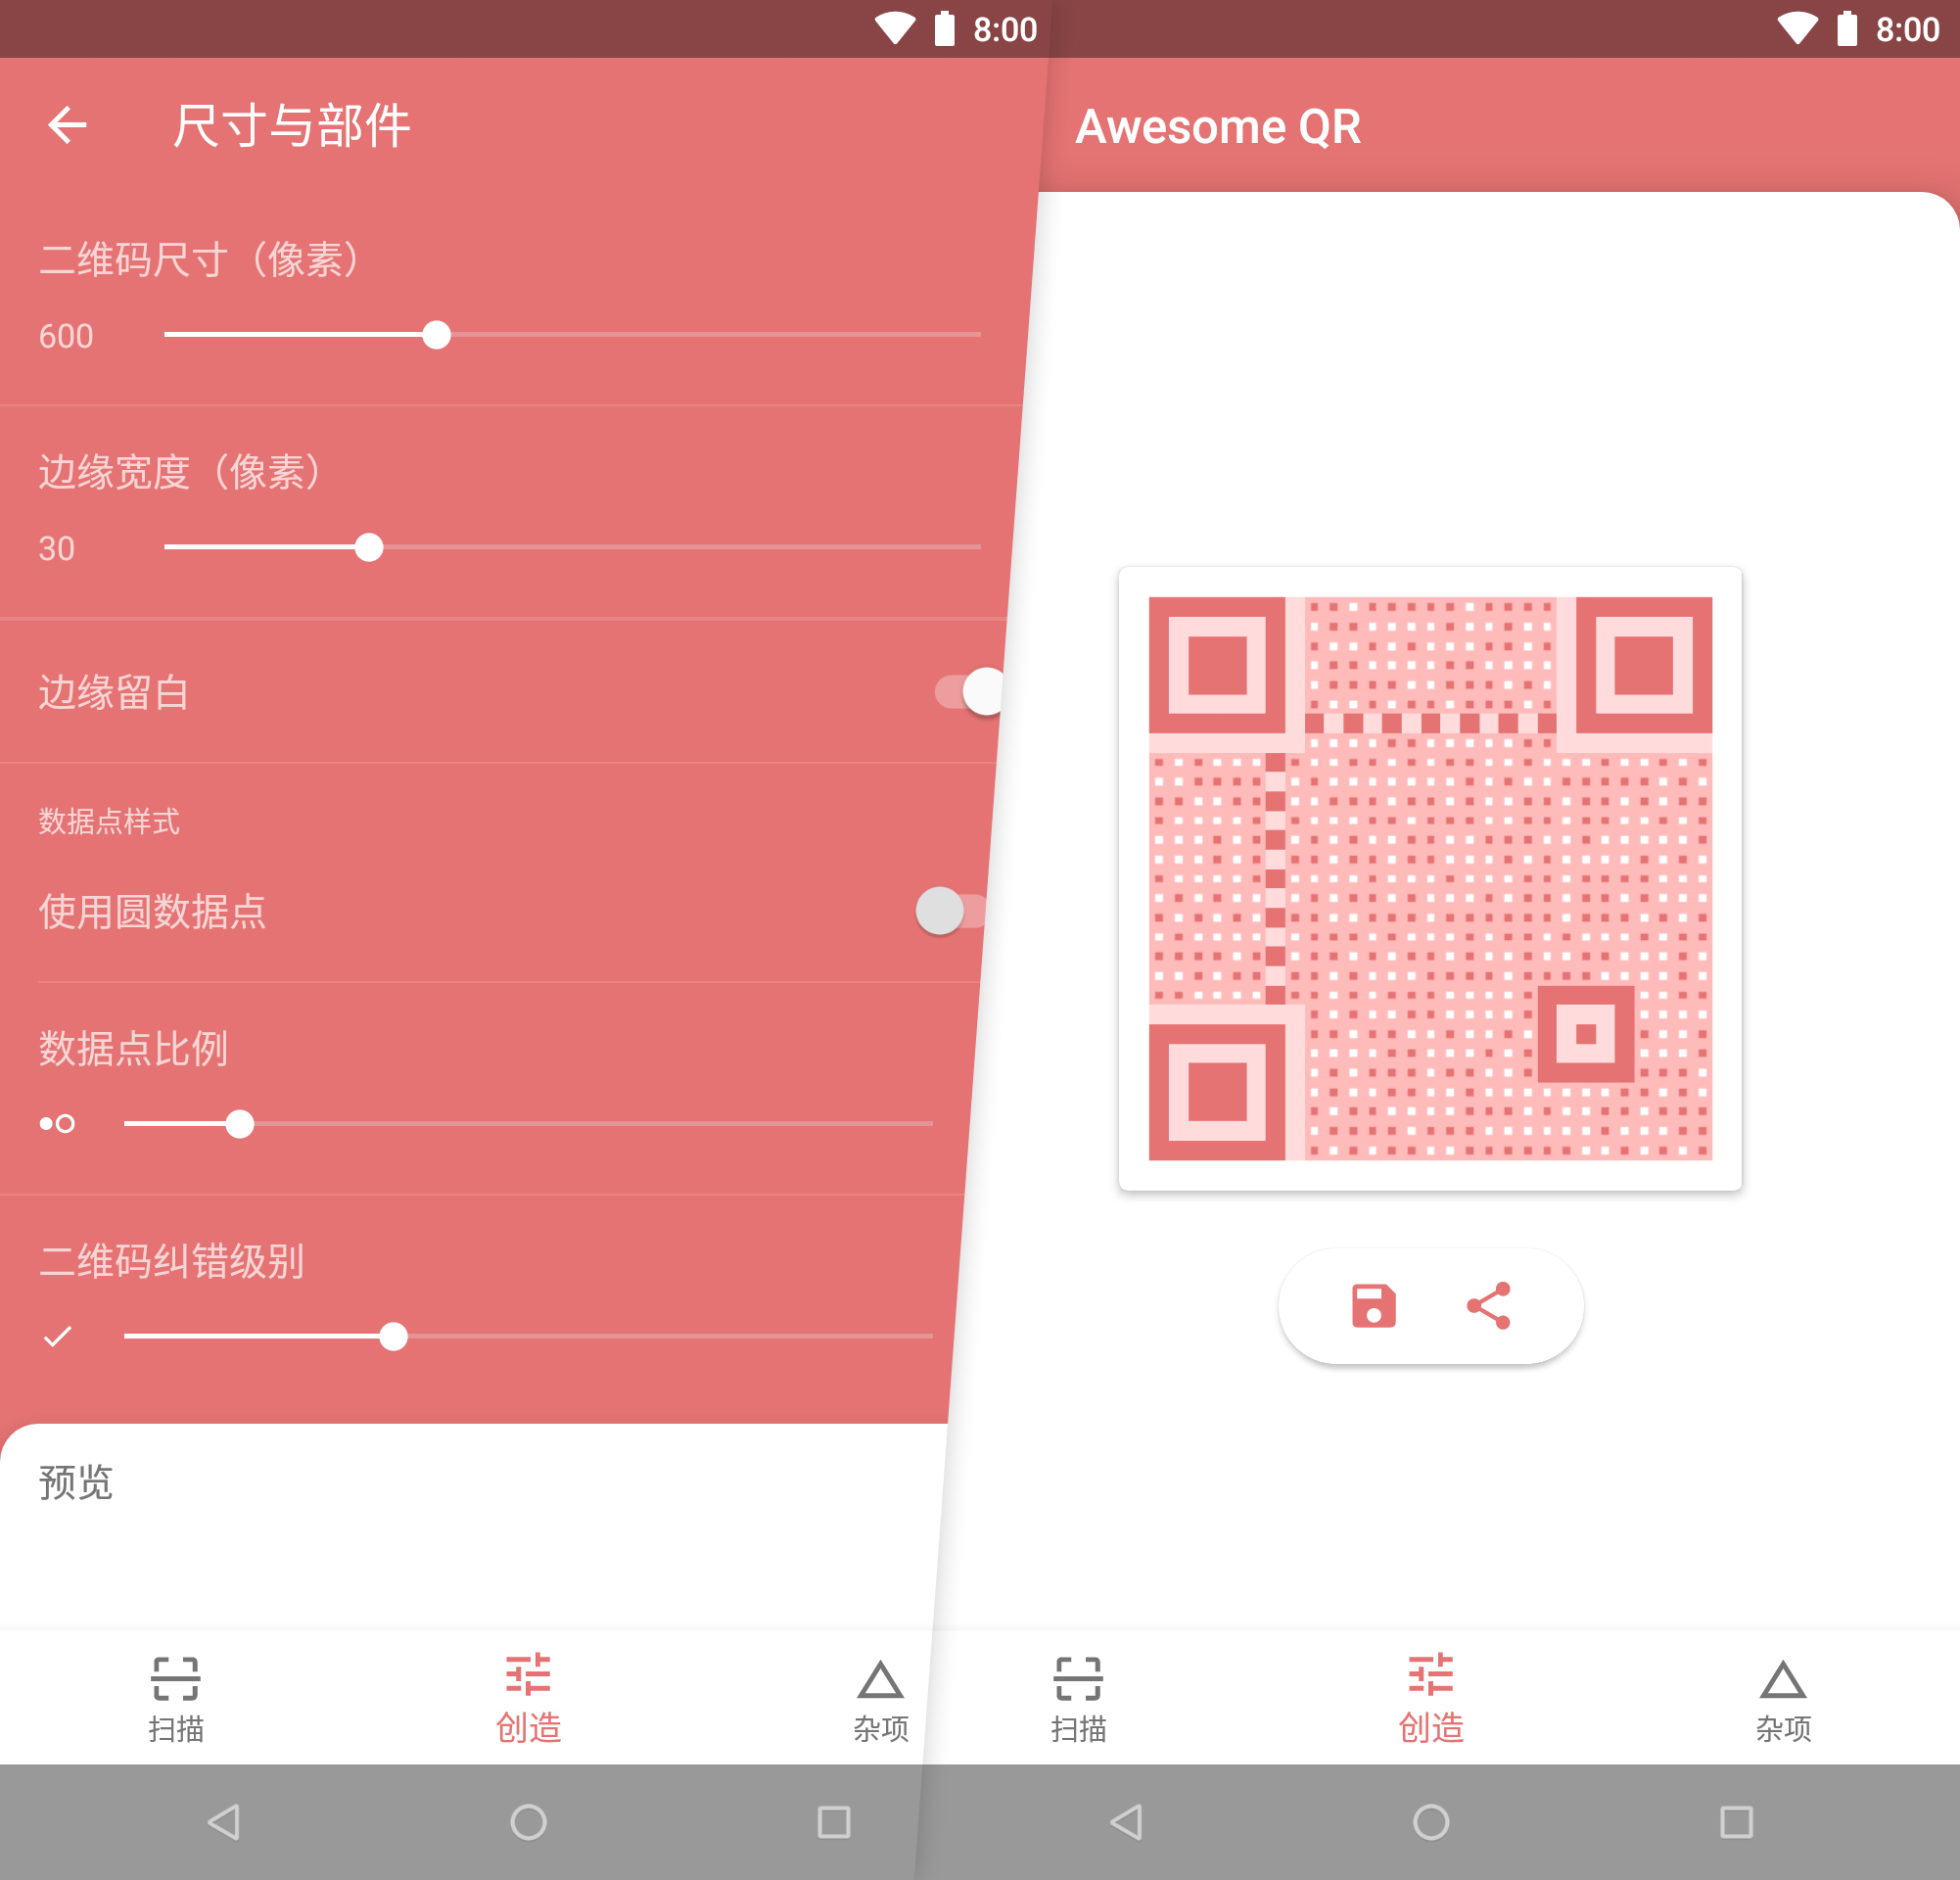 8:00
尺寸与部件
二维码尺寸（像素）
600
边缘宽度（像素）
30
边缘留白
数据点样式
使用圆数据点
数据点比例
二维码纠错级别
预览
扫描
创造
杂项
8:00
Awesome QR
扫描
创造
杂项